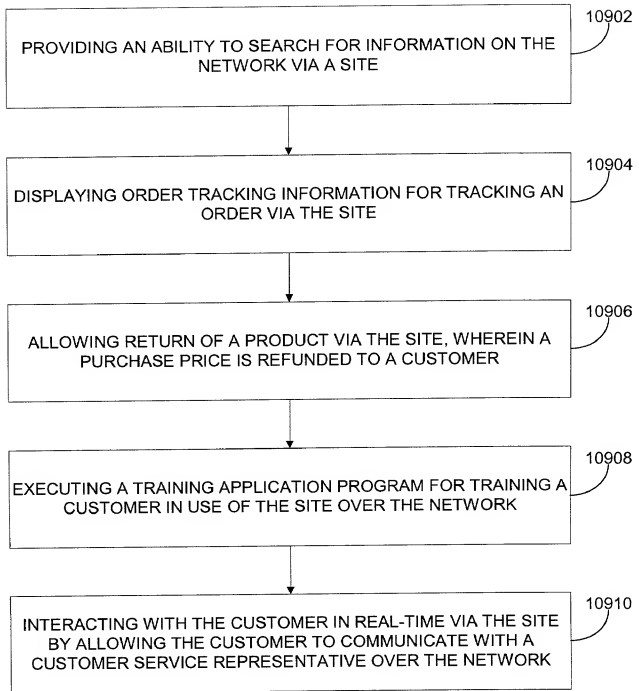 10902
PROVIDING AN ABILITY TO SEARCH FOR INFORMATION ON THE
NETWORK VIA A SITE
10904
DISPLAYING ORDER TRACKING INFORMATION FOR TRACKING AN
ORDER VIA THE SITE
10906
ALLOWING RETURN OF A PRODUCT VIA THE SITE, WHEREIN A
PURCHASE PRICE IS REFUNDED TO A CUSTOMER
10908
EXECUTING A TRAINING APPLICATION PROGRAM FOR TRAINING A
CUSTOMER IN USE OF THE SITE OVER THE NETWORK
10910
INTERACTING WITH THE CUSTOMER IN REAL-TIME VIA THE SITE
BY ALLOWING THE CUSTOMER TO COMMUNICATE WITH A
CUSTOMER SERVICE REPRESENTATIVE OVER THE NETWORK